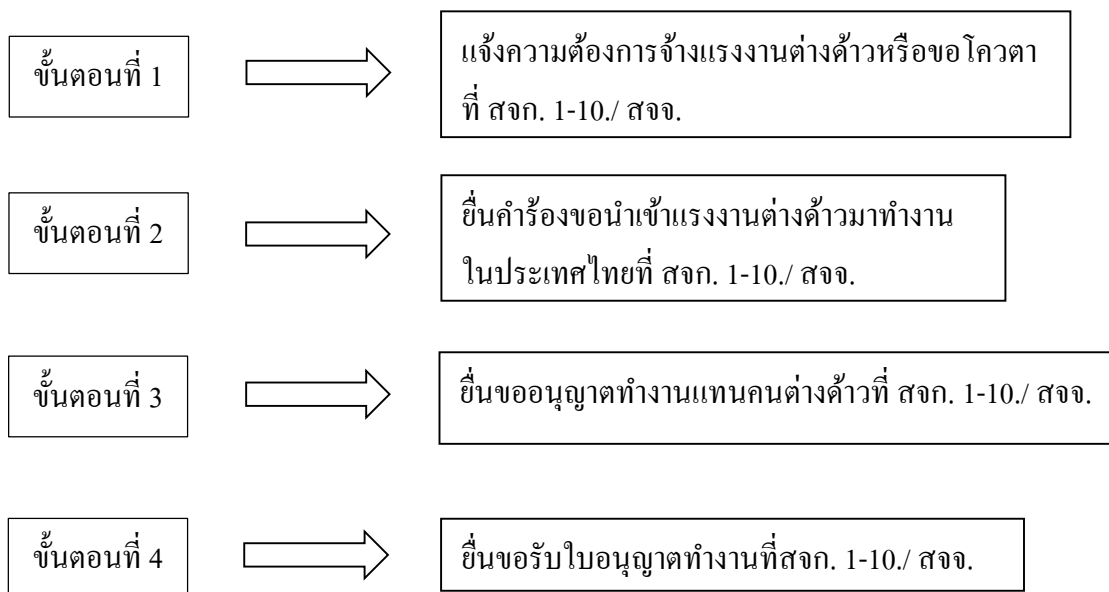 ขั้นตอนที่ 1
แจ้งความต้องการจ้างแรงงานต่างด้าวหรือขอโควตา
ที่ สจก. 1-10./ สจจ.
ขั้นตอนที่ 2
ยื่นคำร้องขอนำเข้าแรงงานต่างด้าวมาทำงาน
ในประเทศไทยที่ สจก. 1-10./ สจจ.
ขั้นตอนที่ 3
ยื่นขออนุญาตทำงานแทนคนต่างด้าวที่ สจก. 1-10./ สจจ.
ขั้นตอนที่ 4
ยื่นขอรับใบอนุญาตทำงานที่สจก. 1-10./ สจจ.